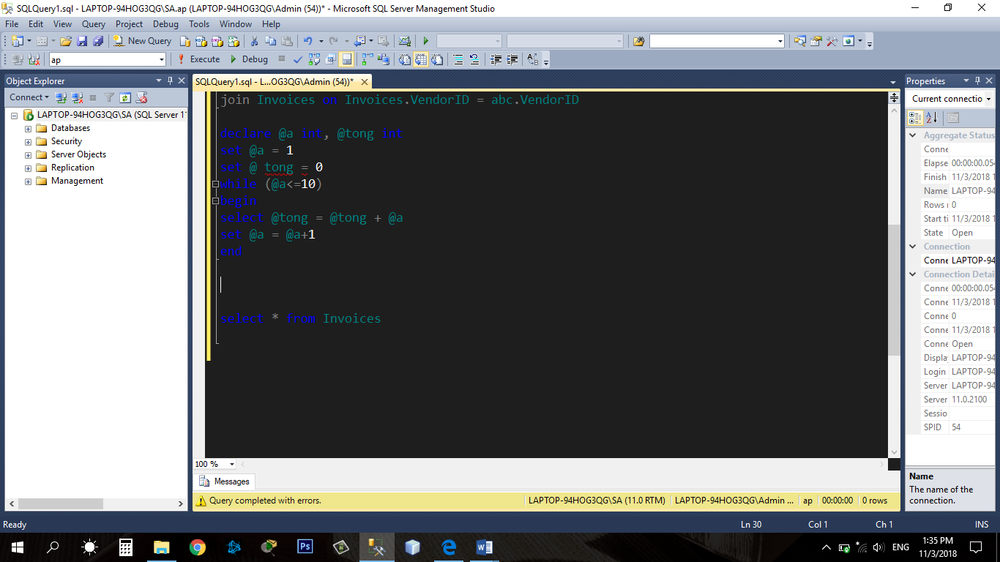 SQLQuery1.sql - LAPTOP-94HOG3QG\SA.ap (LAPTOP-94HOG3QG\Admin (54))* - Microsoft SQL Server Management Studio
File Edit View Query Project Debug Tools Window Help
New Query
ap Execute Debug
Object Explorer
Connect
LAPTOP-94HOG3QG\SA (SQL Server 11
Databases
Security
Server Objects
Replication
Management
SQLQuery1.sql - L...OG3QG\Admin (54))*
join Invoices on Invoices.VendorID = abc.VendorID
declare @a int, @tong int
set @a = 1
set @ tong = 0
while (@a<=10)
begin
select @tong = @tong + @a
set @a = @a+1
end
select * from Invoices
100 %
Messages
Query completed with errors. LAPTOP-94HOG3QG\SA (11.0 RTM) LAPTOP-94HOG3QG\Admin ... ap 00:00:00 0 rows
Properties
Current connectio
Aggregate Status
Conne
Elapse 00:00:00.054
Finish 11/3/2018 1
Name LAPTOP-94
Rows r 0
Start ti 11/3/2018 1
State Open
Connection
Conne LAPTOP-94
Connection Detai
Conne 00:00:00.054
Conne 11/3/2018 1
Conne 0
Conne 11/3/2018 1
Conne Open
Displa LAPTOP-94
Login LAPTOP-94
Server LAPTOP-94
Server 11.0.2100
Sessio
SPID 54
Name
The name of the
connection.
Ready Ln 30 Col 1 Ch 1 INS
Ps ENG 1:35 PM
11/3/2018